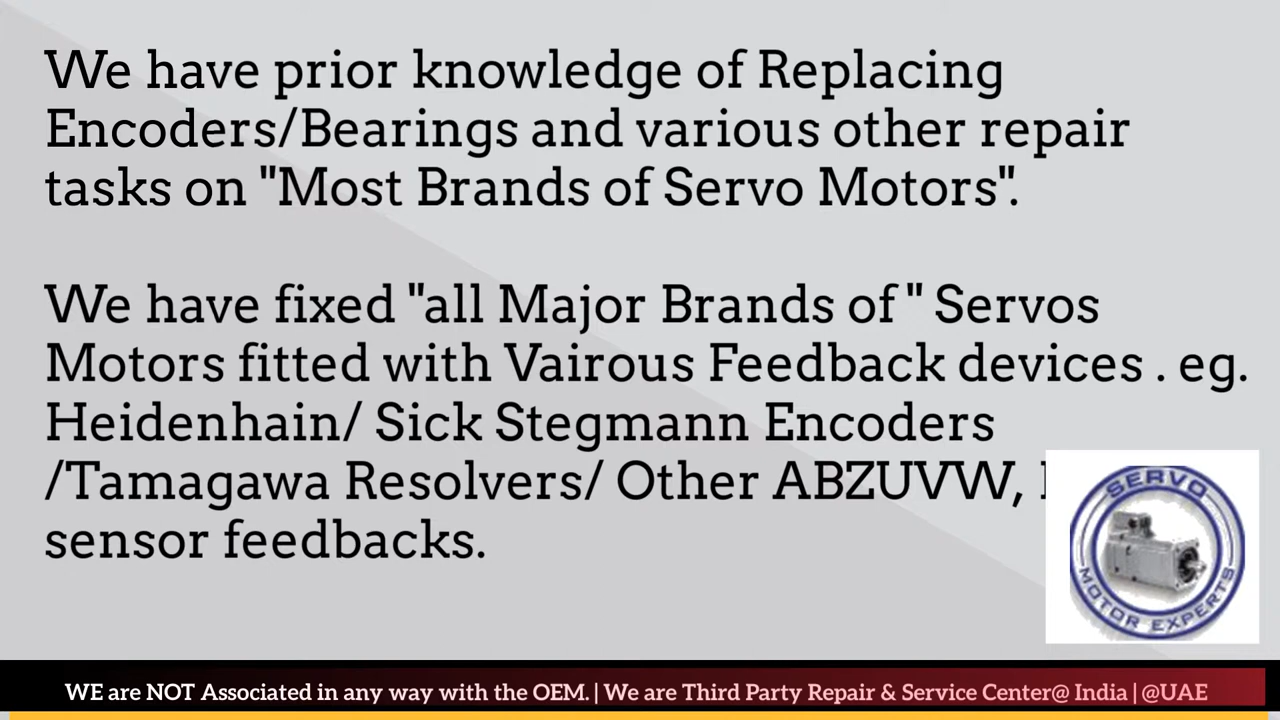 We have prior knowledge of Replacing
Encoders/Bearings and various other repair
tasks on "Most Brands of Servo Motors".
We have fixed "all Major Brands of " Servos
Motors fitted with Vairous Feedback devices . eg.
Heidenhain/ Sick Stegmann Encoders
/Tamagawa Resolvers/ Other ABZUVW,
sensor feedbacks.
SERVO
MOTOR EXPERTS
WE are NOT Associated in any way with the OEM. | We are Third Party Repair & Service Center@ India | @UAE